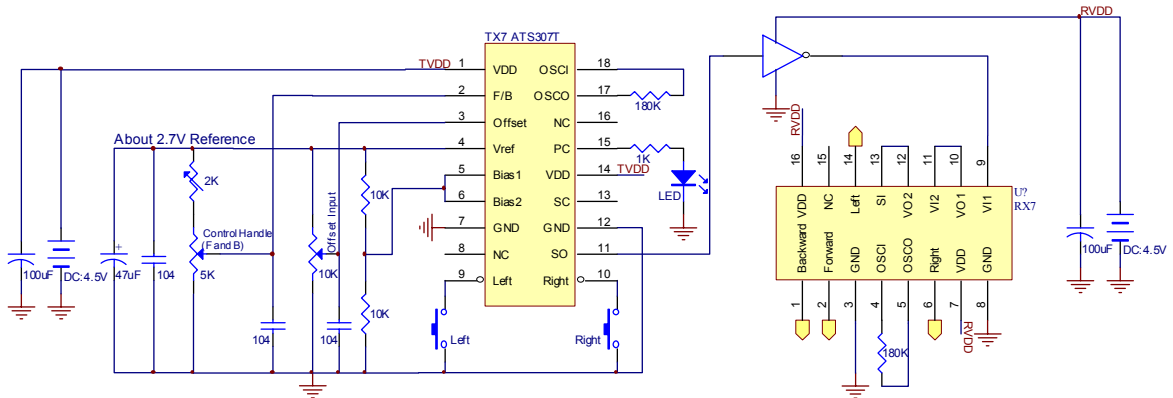 TX7 ATS307T
TVDD
1 VDD OSCI 18
2 F/B OSCO 17
180K
3 Offset NC 16
About 2.7V Reference
4 Vref PC 15
1K
5 Bias1 VDD 14 TVDD
6 Bias2 SC 13
LED
7 GND GND 12
8 NC SO 11
9 Left Right 10
2K
Control Handle
(F and B)
5K
Offset Input
10K
10K
10K
100uF
DC:4.5V
+
47uF
104
104
104
Left
Right
RVDD
RVDD
16 15 14 13 12 11 10 9
VDD NC Left SI VO2 VI2 VO1 VI1
U?
RX7
Backward Forward GND OSCI OSCO Right VDD GND
1 2 3 4 5 6 7 8
180K
RVDD
100uF
DC:4.5V